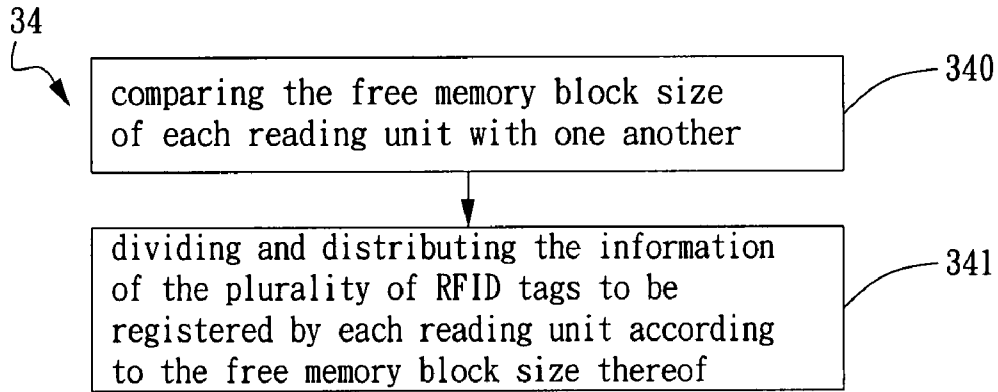 34
340
comparing the free memory block size
of each reading unit with one another
dividing and distributing the information
of the plurality of RFID tags to be
registered by each reading unit according
to the free memory block size thereof
341